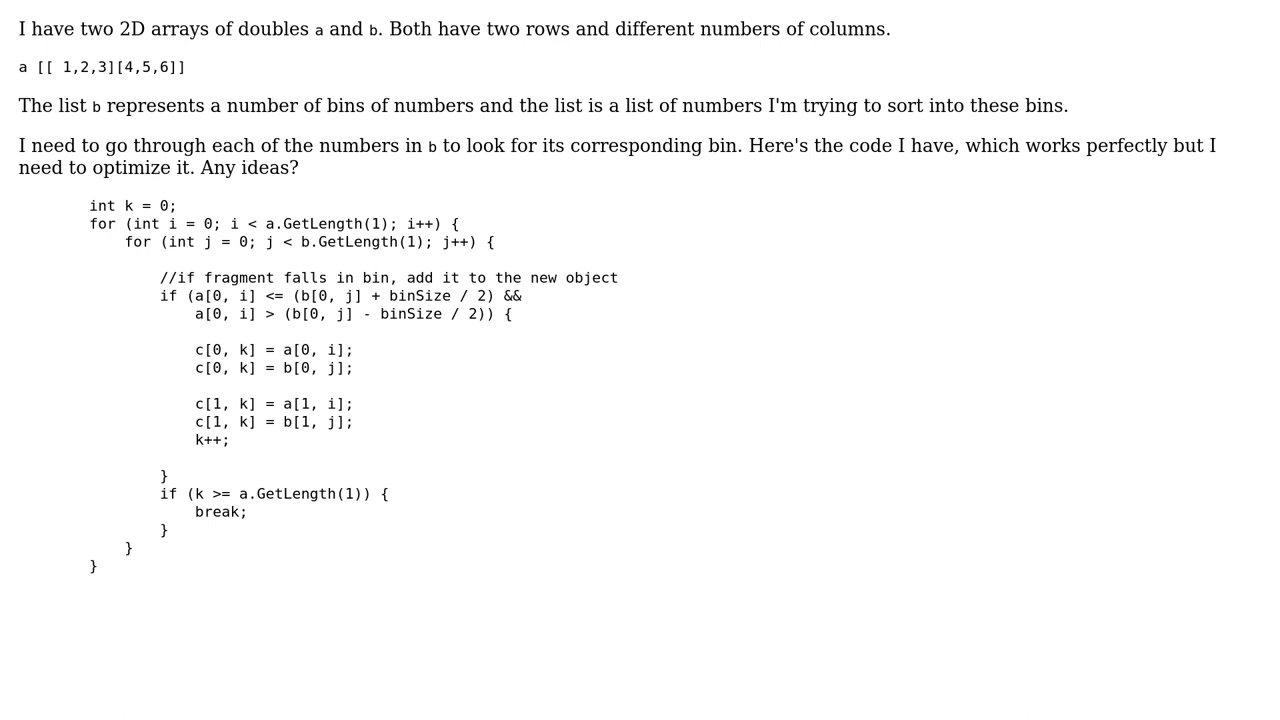 I have two 2D arrays of doubles a and b. Both have two rows and different numbers of columns.
a [[ 1,2,3][4,5,6]]
The list b represents a number of bins of numbers and the list is a list of numbers I'm trying to sort into these bins.
I need to go through each of the numbers in b to look for its corresponding bin. Here's the code I have, which works perfectly but I
need to optimize it. Any ideas?
int k = 0;
for (int i = 0; i < a.GetLength(1); i++) {
    for (int j = 0; j < b.GetLength(1); j++) {
        //if fragment falls in bin, add it to the new object
        if (a[0, i] <= (b[0, j] + binSize / 2) &&
            a[0, i] > (b[0, j] - binSize / 2)) {
            c[0, k] = a[0, i];
            c[0, k] = b[0, j];
            c[1, k] = a[1, i];
            c[1, k] = b[1, j];
            k++;
        }
        if (k >= a.GetLength(1)) {
            break;
        }
    }
}